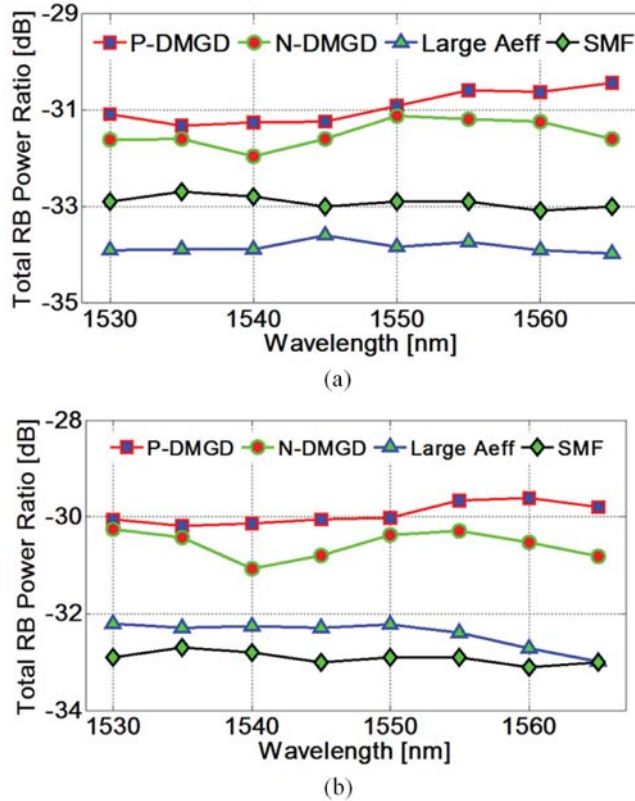 -29
P-DMGD N-DMGD Large Aeff SMF
-31
-33
-35
Total RB Power Ratio [dB]
1530 1540 1550 1560
Wavelength [nm]
(a)
-28
P-DMGD N-DMGD Large Aeff SMF
-30
-32
-34
Total RB Power Ratio [dB]
1530 1540 1550 1560
Wavelength [nm]
(b)